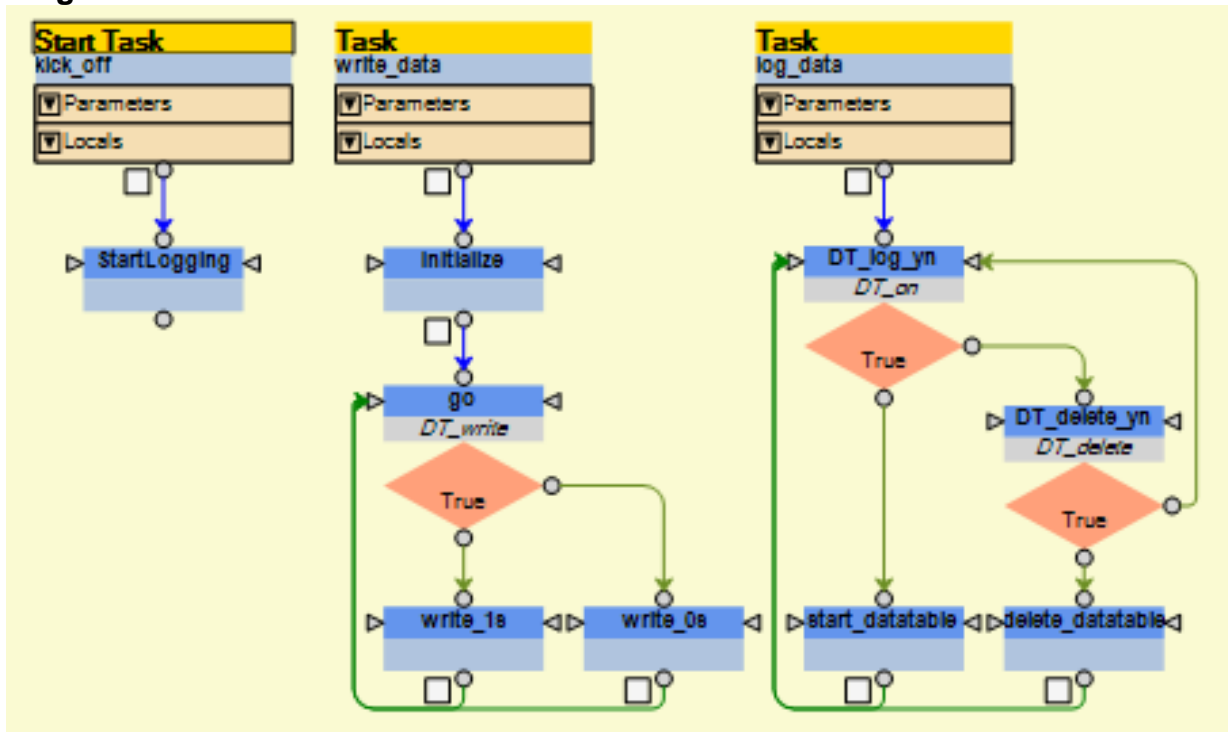 Start Task
kick_off
Parameters
Locals
StartLogging
Task
write_data
Parameters
Locals
initialize
go
DT_write
True
write_1s
write_0s
Task
log_data
Parameters
Locals
DT_log_yn
DT_on
True
DT_delete_yn
DT_delete
True
start_datatable
delete_datatable